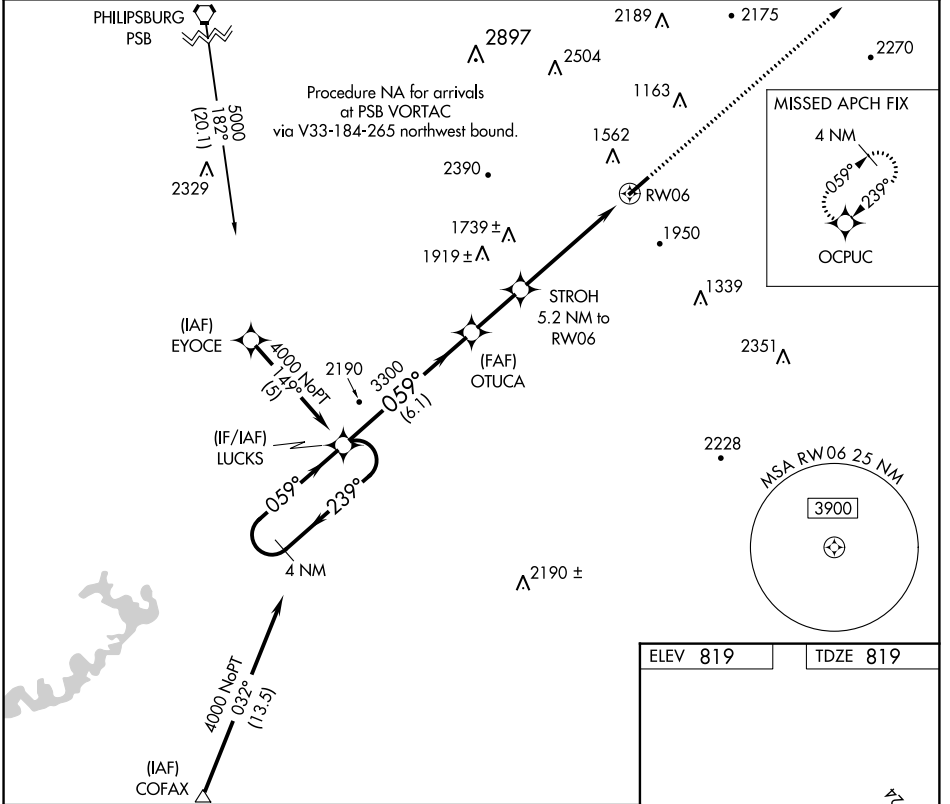 PHILIPSBURG
PSB
5000
182°
(20.1)
2329
2897
2504
2189
2175
2270
Procedure NA for arrivals
at PSB VORTAC
via V33-184-265 northwest bound.
1163
1562
2390
RW06
MISSED APCH FIX
4 NM
059°
239°
OCPUC
1739 ±
1919 ±
1950
STROH
5.2 NM to
RW06
1339
2351
(IAF)
EYOCE
4000 NoPT
149°
(5)
2190
3300
059°
(6.1)
(FAF)
OTUCA
(IF/IAF)
LUCKS
059°
239°
4 NM
2228
MSA RW06 25 NM
3900
2190 ±
4000 NoPT
032°
(13.5)
(IAF)
COFAX
ELEV 819
TDZE 819
24